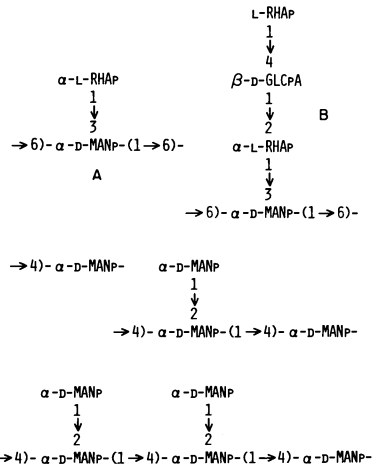 L-RHAP
1
↓
4
β-D-GLCPA
1
↓
2
α-L-RHAP
1
↓
3
→6)-α-D-MANP-(1→6)-
B
α-L-RHAP
1
↓
3
→6)-α-D-MANP-(1→6)-
A
→4)-α-D-MANP-
α-D-MANP
1
↓
2
→4)-α-D-MANP-(1→4)-α-D-MANP-
α-D-MANP α-D-MANP
1 1
↓ ↓
2 2
→4)-α-D-MANP-(1→4)-α-D-MANP-(1→4)-α-D-MANP-